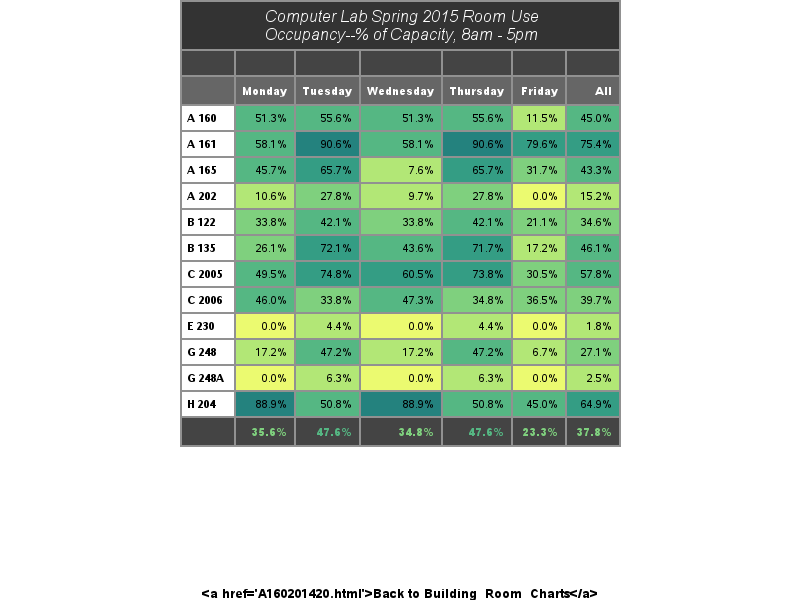 Computer Lab Spring 2015 Room Use
Occupancy--% of Capacity, 8am - 5pm
Monday Tuesday Wednesday Thursday Friday All
A 160 51.3% 55.6% 51.3% 55.6% 11.5% 45.0%
A 161 58.1% 90.6% 58.1% 90.6% 79.6% 75.4%
A 165 45.7% 65.7% 7.6% 65.7% 31.7% 43.3%
A 202 10.6% 27.8% 9.7% 27.8% 0.0% 15.2%
B 122 33.8% 42.1% 33.8% 42.1% 21.1% 34.6%
B 135 26.1% 72.1% 43.6% 71.7% 17.2% 46.1%
C 2005 49.5% 74.8% 60.5% 73.8% 30.5% 57.8%
C 2006 46.0% 33.8% 47.3% 34.8% 36.5% 39.7%
E 230 0.0% 4.4% 0.0% 4.4% 0.0% 1.8%
G 248 17.2% 47.2% 17.2% 47.2% 6.7% 27.1%
G 248A 0.0% 6.3% 0.0% 6.3% 0.0% 2.5%
H 204 88.9% 50.8% 88.9% 50.8% 45.0% 64.9%
35.6% 47.6% 34.8% 47.6% 23.3% 37.8%
<a href='A160201420.html'>Back to Building_Room_Charts</a>